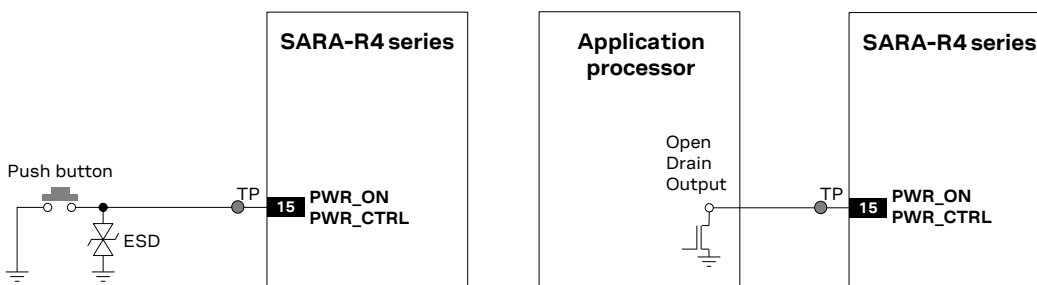 SARA-R4 series
Push button
TP
15
PWR_ON
PWR_CTRL
ESD
Application
processor
Open
Drain
Output
SARA-R4 series
TP
15
PWR_ON
PWR_CTRL